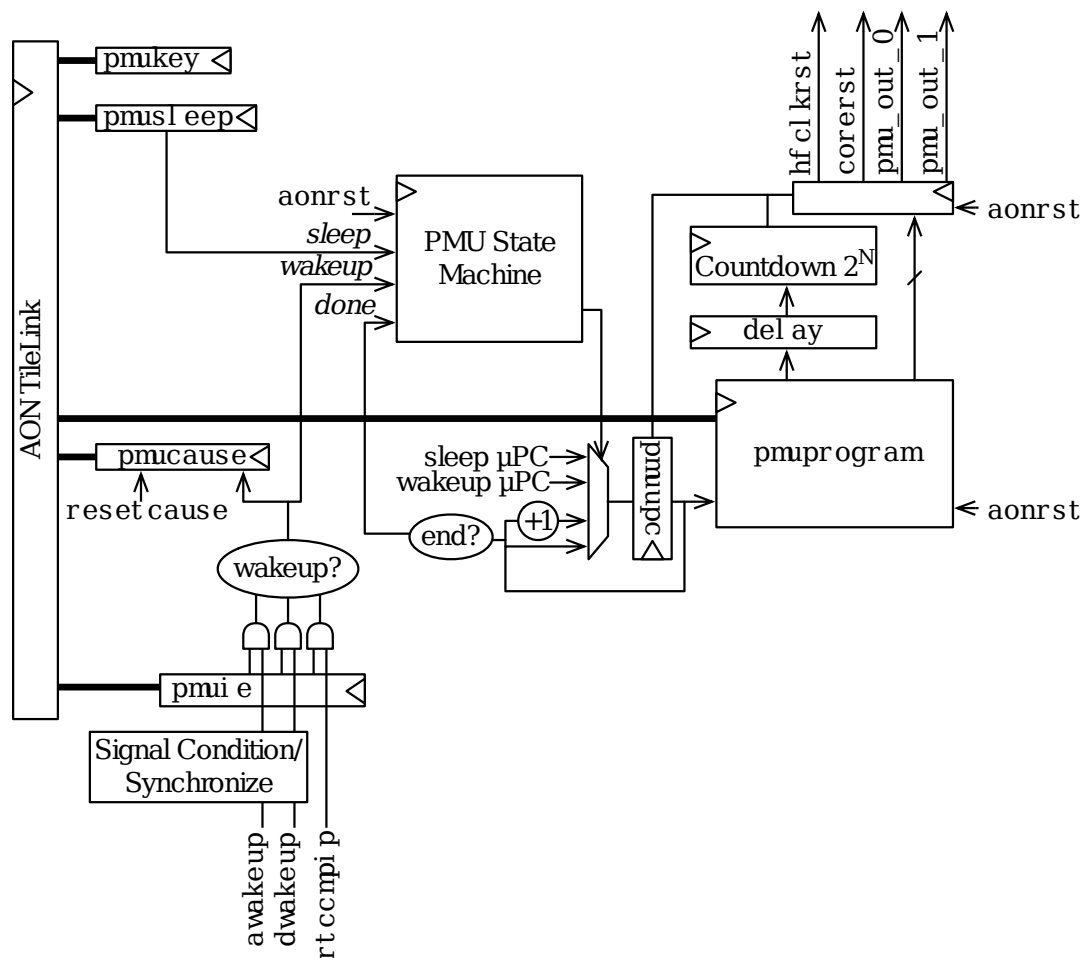 AON TileLink
pmukey
pmusleep
hfclkrst
corerst
pmu_out_0
pmu_out_1
aonrst
aonrst
sleep
wakeup
done
PMU State
Machine
Countdown 2^N
delay
pmucause
resetcause
sleep µPC
wakeup µPC
+1
end?
pmupc
pmuprogram
aonrst
wakeup?
pmuie
Signal Condition/
Synchronize
awakeup
dwakeup
rtccmpip